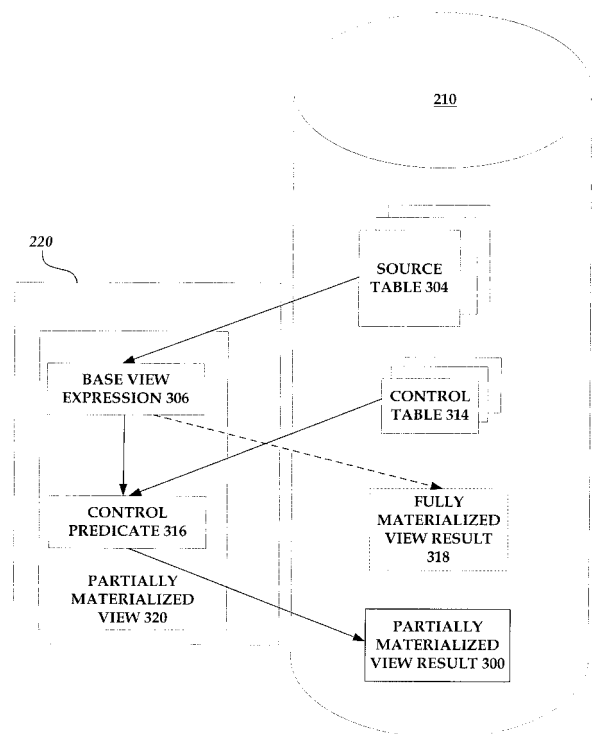 210
220
SOURCE
TABLE 304
BASE VIEW
EXPRESSION 306
CONTROL
TABLE 314
CONTROL
PREDICATE 316
FULLY
MATERIALIZED
VIEW RESULT
318
PARTIALLY
MATERIALIZED
VIEW 320
PARTIALLY
MATERIALIZED
VIEW RESULT 300